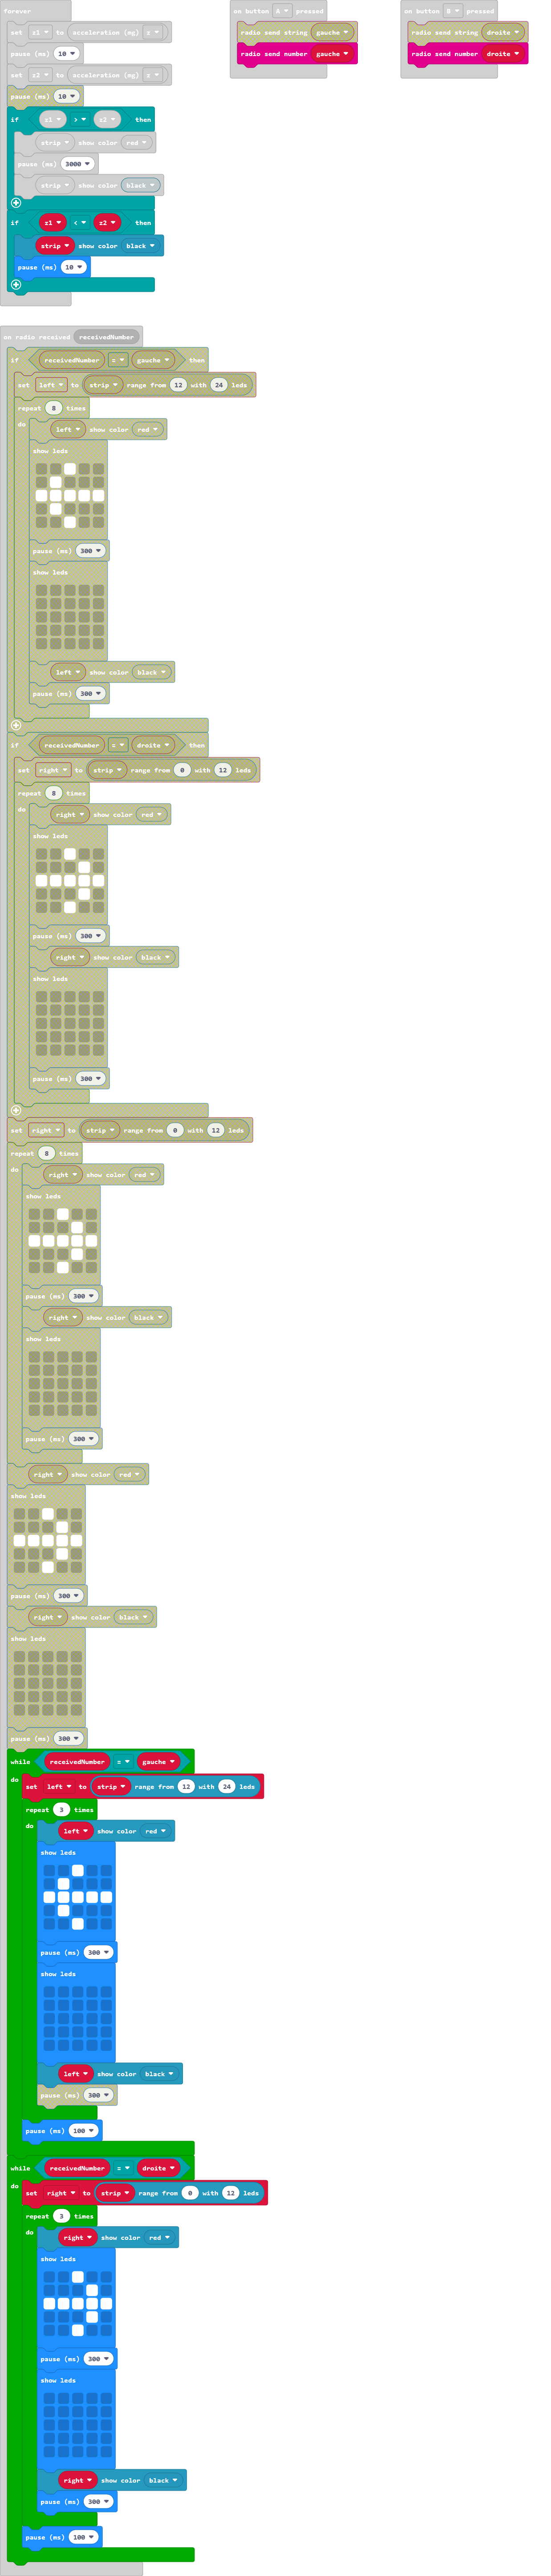 forever
set z1 to acceleration (mg) x
pause (ms) 10
set z2 to acceleration (mg) x
pause (ms) 10
if z1 > z2 then
strip show color red
pause (ms) 3000
strip show color black
if z1 < z2 then
strip show color black
pause (ms) 10
on button A pressed
radio send string gauche
radio send number gauche
on button B pressed
radio send string droite
radio send number droite
on radio received receivedNumber
if receivedNumber = gauche then
set left to strip range from 12 with 24 leds
repeat 8 times
do left show color red
show leds
pause (ms) 300
show leds
left show color black
pause (ms) 300
if receivedNumber = droite then
set right to strip range from 0 with 12 leds
repeat 8 times
do right show color red
show leds
pause (ms) 300
right show color black
show leds
pause (ms) 300
set right to strip range from 0 with 12 leds
repeat 8 times
do right show color red
show leds
pause (ms) 300
right show color black
show leds
pause (ms) 300
right show color red
show leds
pause (ms) 300
right show color black
show leds
pause (ms) 300
while receivedNumber = gauche
do set left to strip range from 12 with 24 leds
repeat 3 times
do left show color red
show leds
pause (ms) 300
show leds
left show color black
pause (ms) 300
pause (ms) 100
while receivedNumber = droite
do set right to strip range from 0 with 12 leds
repeat 3 times
do right show color red
show leds
pause (ms) 300
show leds
right show color black
pause (ms) 300
pause (ms) 100